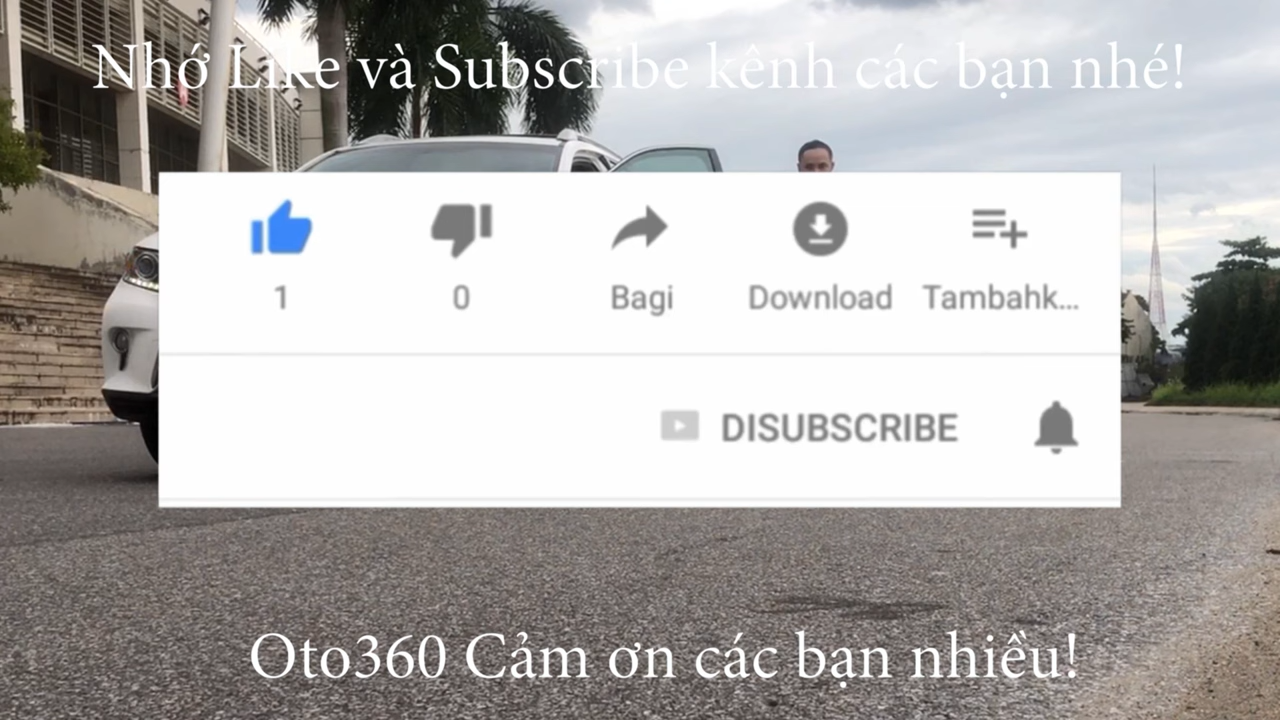 Nhớ Like và Subscribe kênh các bạn nhé!
1 0 Bagi Download Tambahk...
DISUBSCRIBE
Oto360 Cảm ơn các bạn nhiều!